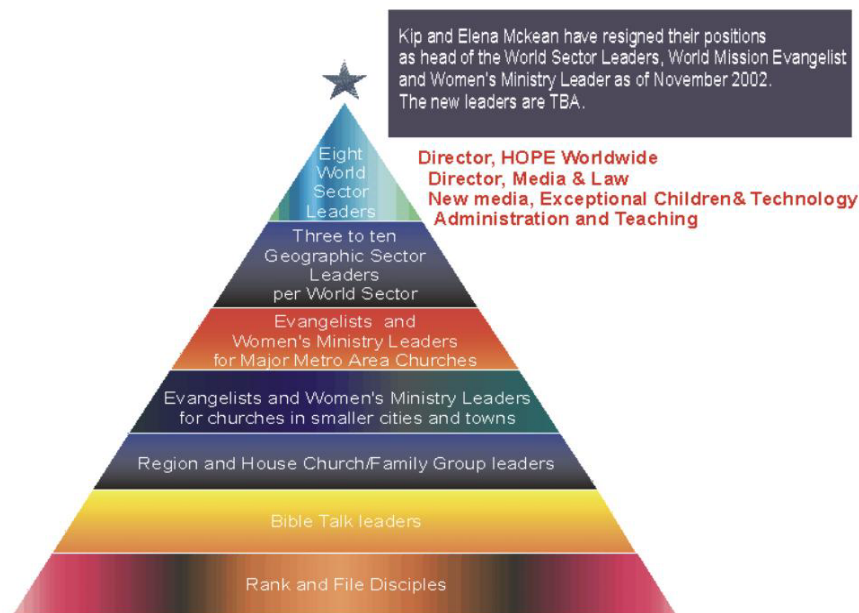 Kip and Elena Mckean have resigned their positions
as head of the World Sector Leaders, World Mission Evangelist
and Women's Ministry Leader as of November 2002.
The new leaders are TBA.
Eight
World
Sector
Leaders
Director, HOPE Worldwide
Director, Media & Law
New media, Exceptional Children& Technology
Administration and Teaching
Three to ten
Geographic Sector
Leaders
per World Sector
Evangelists and
Women's Ministry Leaders
for Major Metro Area Churches
Evangelists and Women's Ministry Leaders
for churches in smaller cities and towns
Region and House Church/Family Group leaders
Bible Talk leaders
Rank and File Disciples